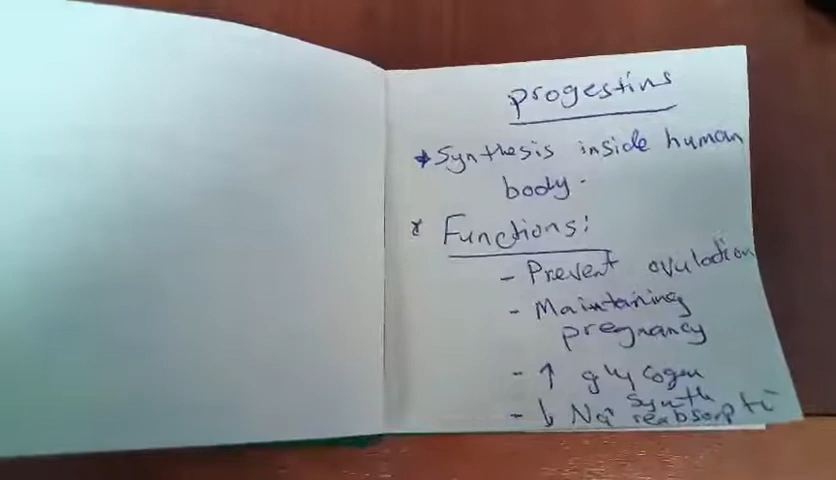 progestins
* Synthesis inside human
body.
* Functions:
- Prevent ovulation
- Maintaining
pregnancy
- ↑ glycogen
synth
- ↓ Na⁺ reabsorpti